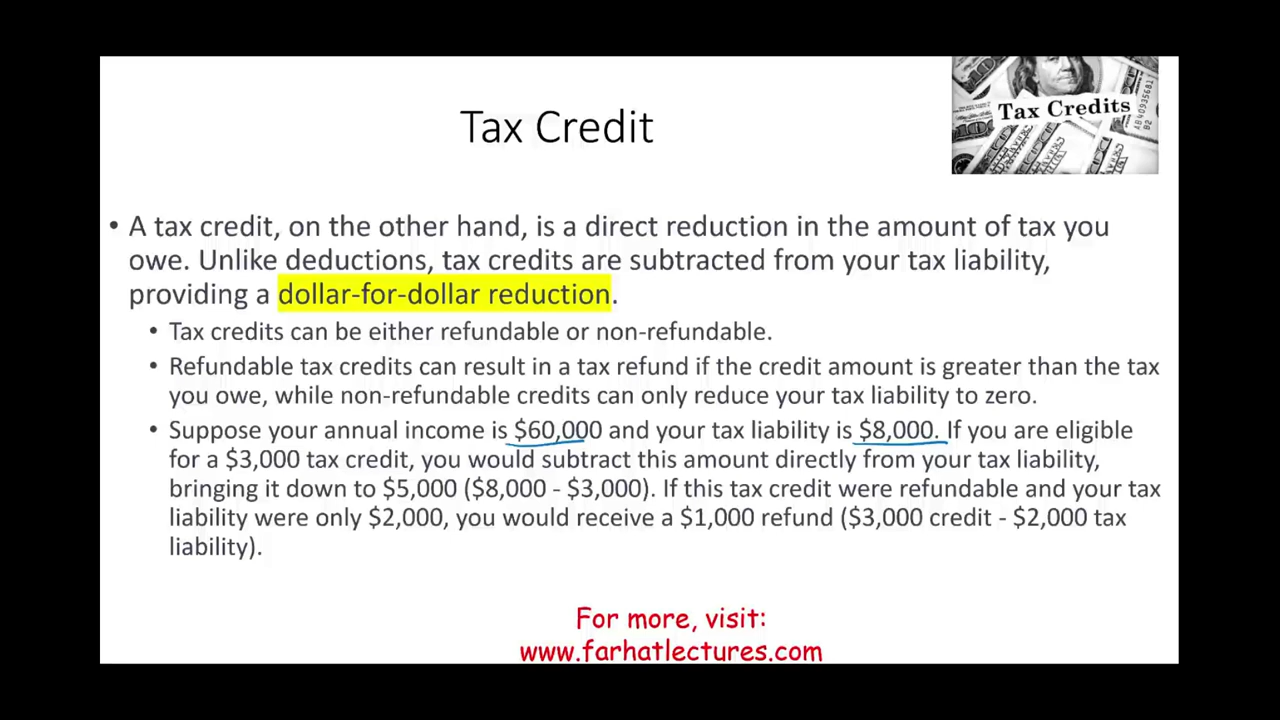 Tax Credit
Tax Credits
AB40935681
B2
• A tax credit, on the other hand, is a direct reduction in the amount of tax you
owe. Unlike deductions, tax credits are subtracted from your tax liability,
providing a dollar-for-dollar reduction.
• Tax credits can be either refundable or non-refundable.
• Refundable tax credits can result in a tax refund if the credit amount is greater than the tax
you owe, while non-refundable credits can only reduce your tax liability to zero.
• Suppose your annual income is $60,000 and your tax liability is $8,000. If you are eligible
for a $3,000 tax credit, you would subtract this amount directly from your tax liability,
bringing it down to $5,000 ($8,000 - $3,000). If this tax credit were refundable and your tax
liability were only $2,000, you would receive a $1,000 refund ($3,000 credit - $2,000 tax
liability).
For more, visit:
www.farhatlectures.com